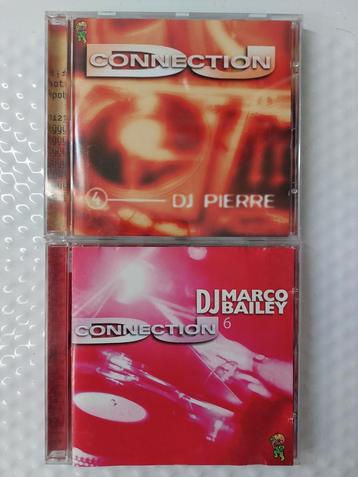 CONNECTION
4 DJ PIERRE
DJ MARCO
BAILEY
CONNECTION 6